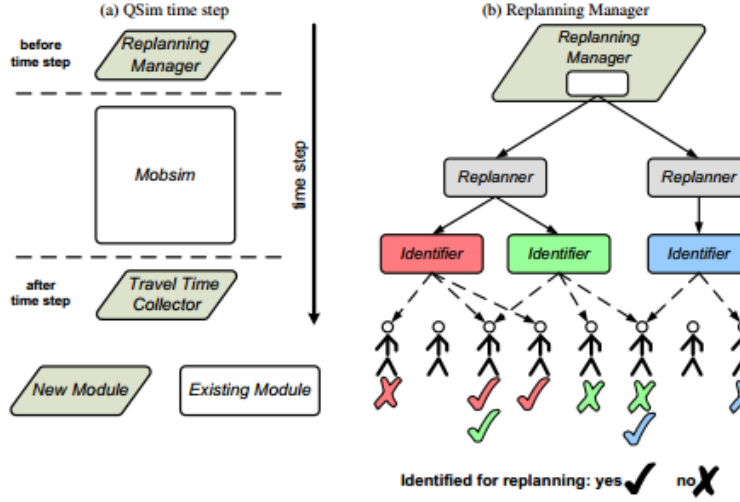 (a) QSim time step
before
time step
Replanning
Manager
Mobsim
time step
after
time step
Travel Time
Collector
New Module
Existing Module
(b) Replanning Manager
Replanning
Manager
Replanner
Replanner
Identifier
Identifier
Identifier
Identified for replanning: yes
no